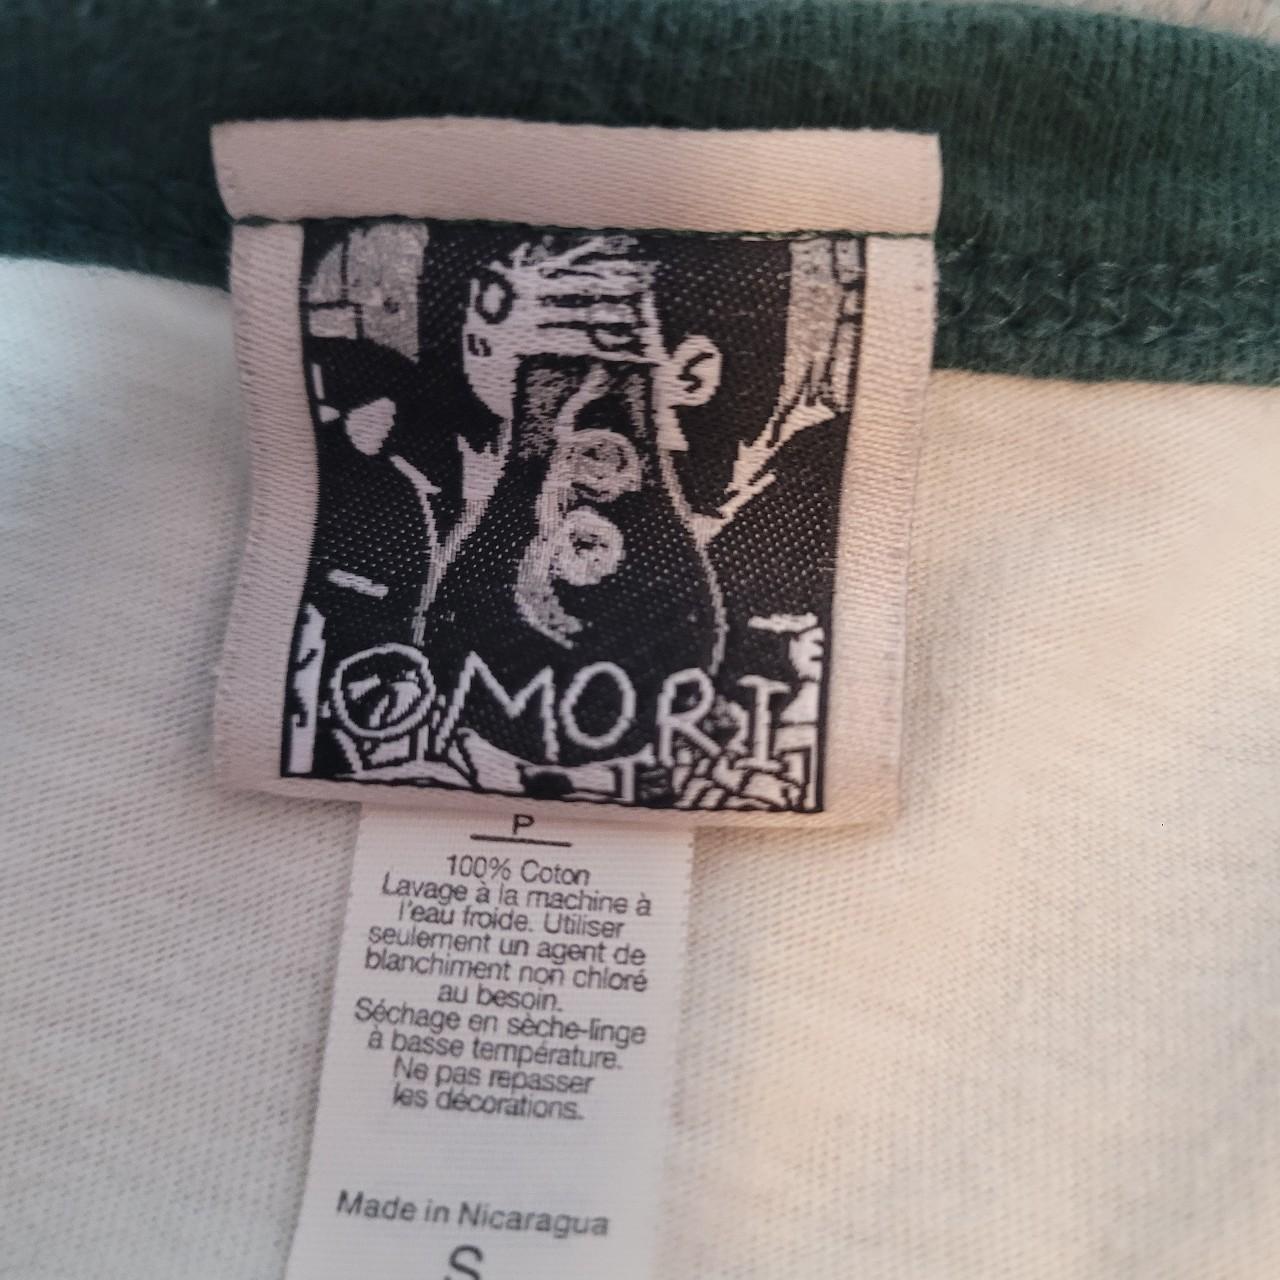 OMORI
P
100% Coton
Lavage à la machine à
l'eau froide. Utiliser
seulement un agent de
blanchiment non chloré
au besoin.
Séchage en sèche-linge
à basse température.
Ne pas repasser
les décorations.
Made in Nicaragua
S